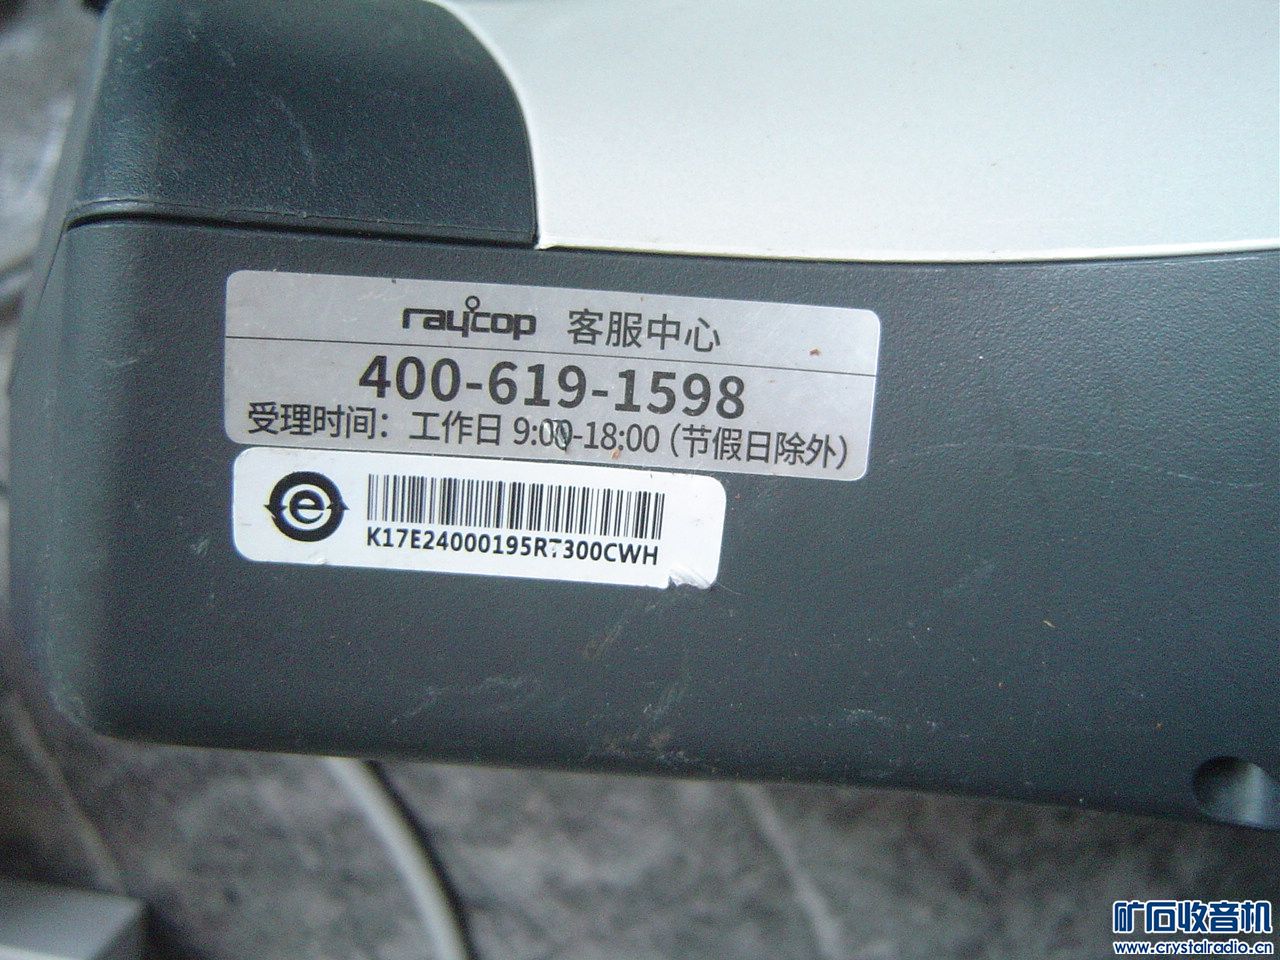 raycop 客服中心
400-619-1598
受理时间：工作日 9:00-18:00（节假日除外）
e
K17E24000195RT300CWH
矿石收音机
www.crystalradio.cn